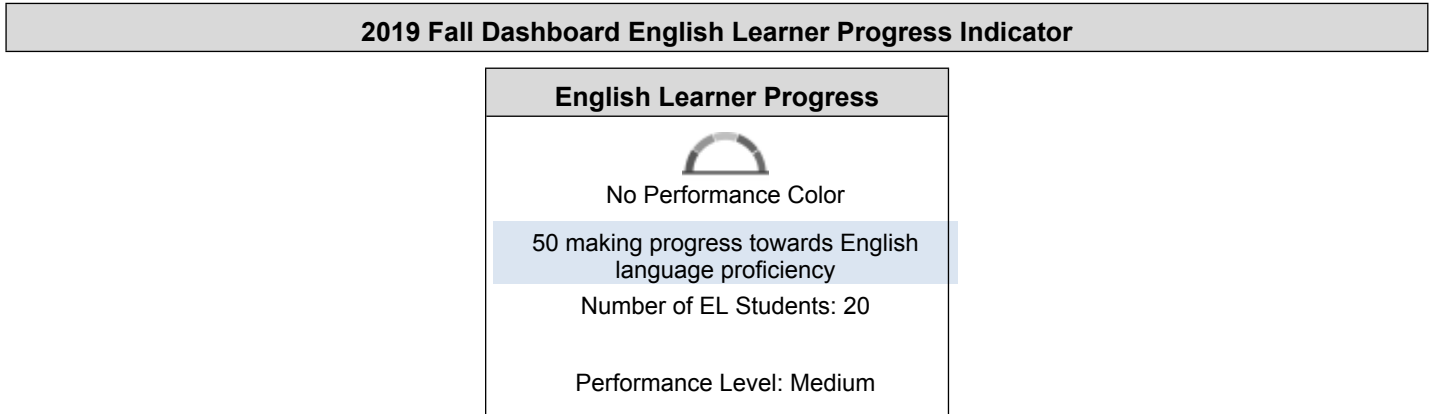 2019 Fall Dashboard English Learner Progress Indicator
English Learner Progress
No Performance Color
50 making progress towards English
language proficiency
Number of EL Students: 20
Performance Level: Medium